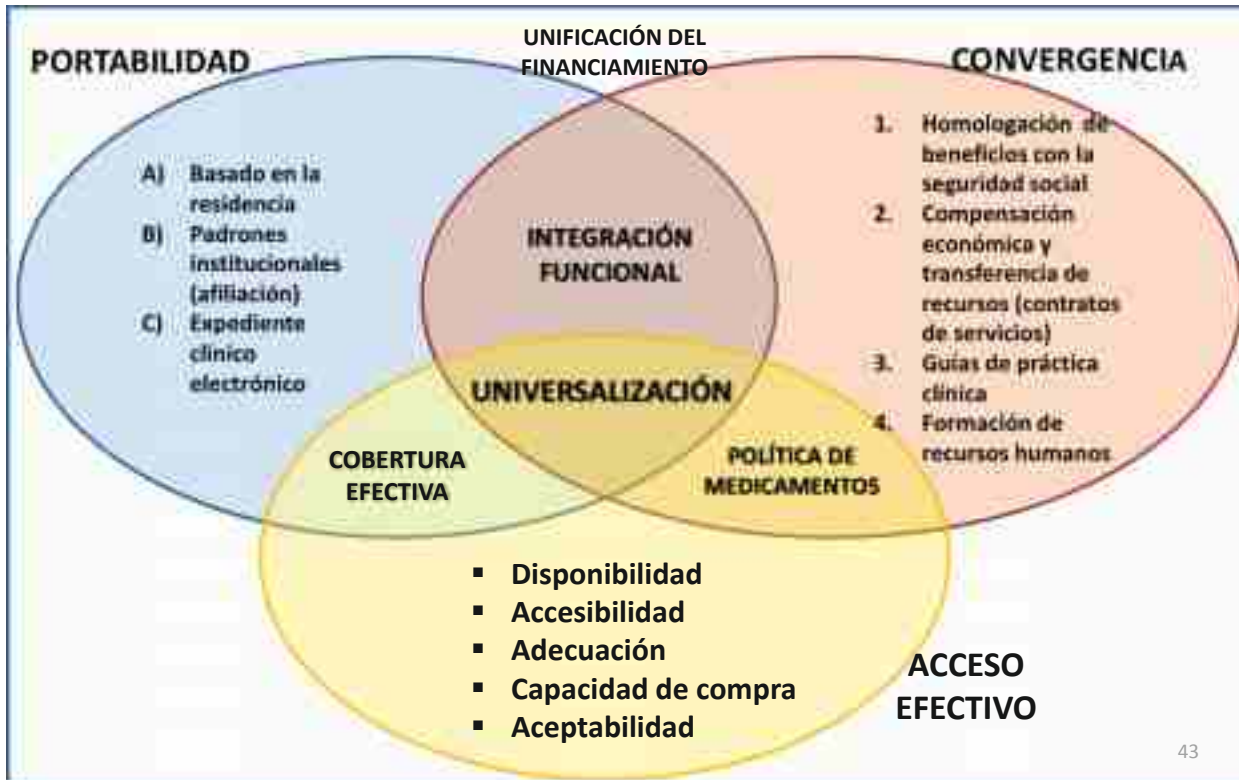 PORTABILIDAD
UNIFICACIÓN DEL
FINANCIAMIENTO
CONVERGENCIA
A) Basado en la
residencia
B) Padrones
institucionales
(afiliación)
C) Expediente
clínico
electrónico
INTEGRACIÓN
FUNCIONAL
1. Homologación de
beneficios con la
seguridad social
2. Compensación
económica y
transferencia de
recursos (contratos
de servicios)
3. Guías de práctica
clínica
4. Formación de
recursos humanos
UNIVERSALIZACIÓN
COBERTURA
EFECTIVA
POLÍTICA DE
MEDICAMENTOS
▪ Disponibilidad
▪ Accesibilidad
▪ Adecuación
▪ Capacidad de compra
▪ Aceptabilidad
ACCESO
EFECTIVO
43